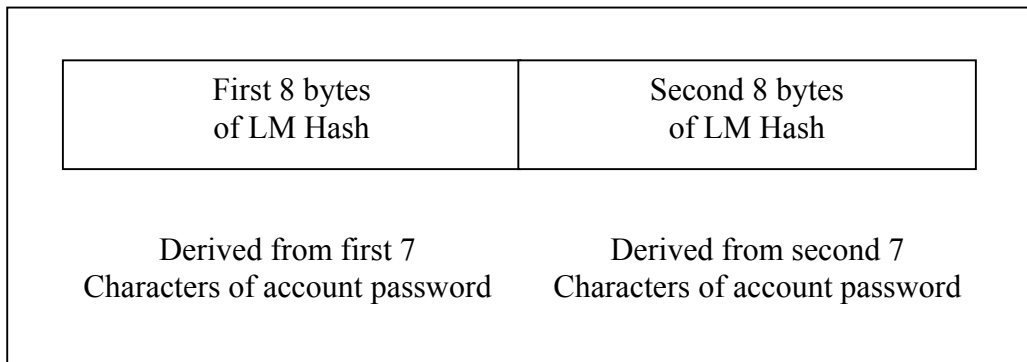 First 8 bytes
of LM Hash
Second 8 bytes
of LM Hash
Derived from first 7
Characters of account password
Derived from second 7
Characters of account password